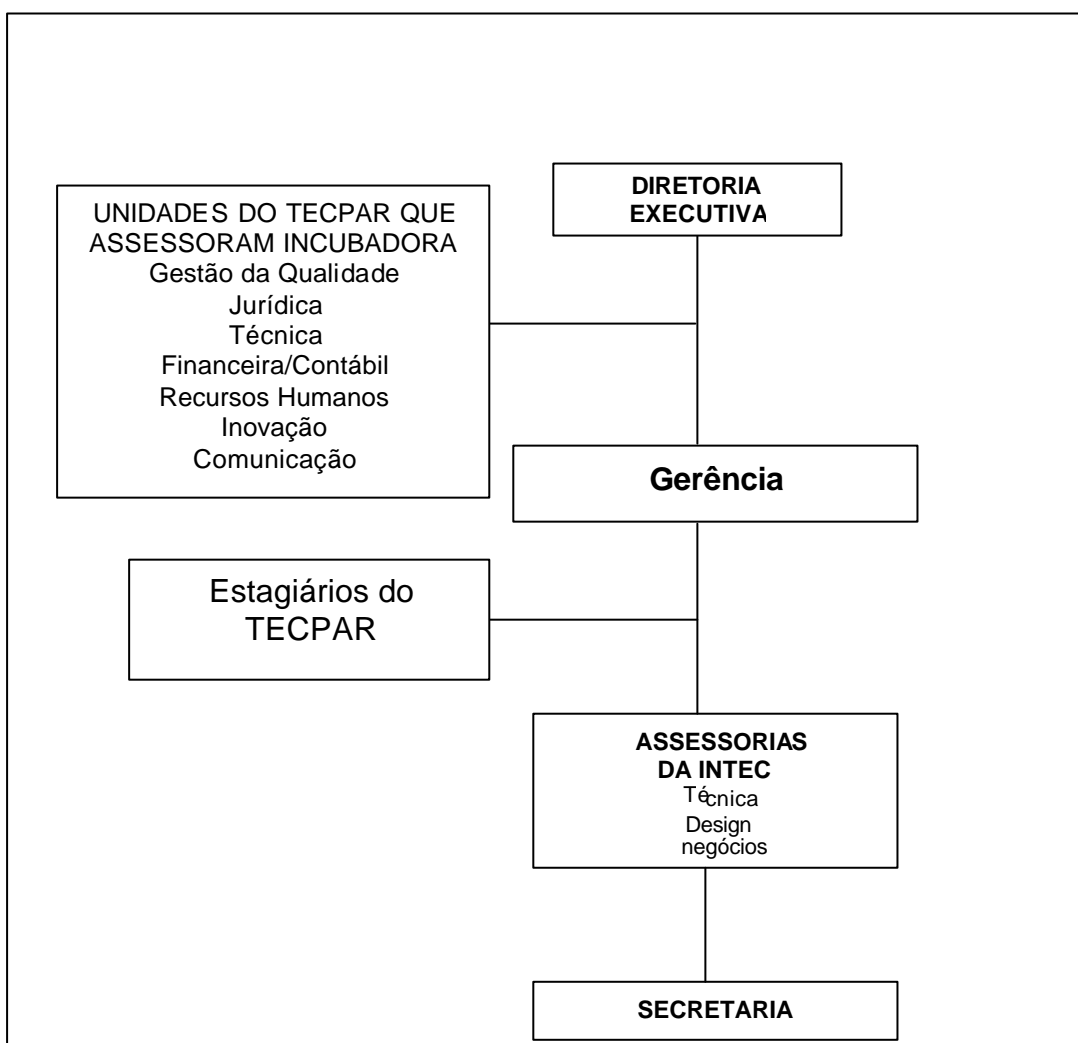 DIRETORIA
EXECUTIVA
UNIDADES DO TECPAR QUE
ASSESSORAM INCUBADORA
Gestão da Qualidade
Jurídica
Técnica
Financeira/Contábil
Recursos Humanos
Inovação
Comunicação
Gerência
Estagiários do
TECPAR
ASSESSORIAS
DA INTEC
Técnica
Design
negócios
SECRETARIA